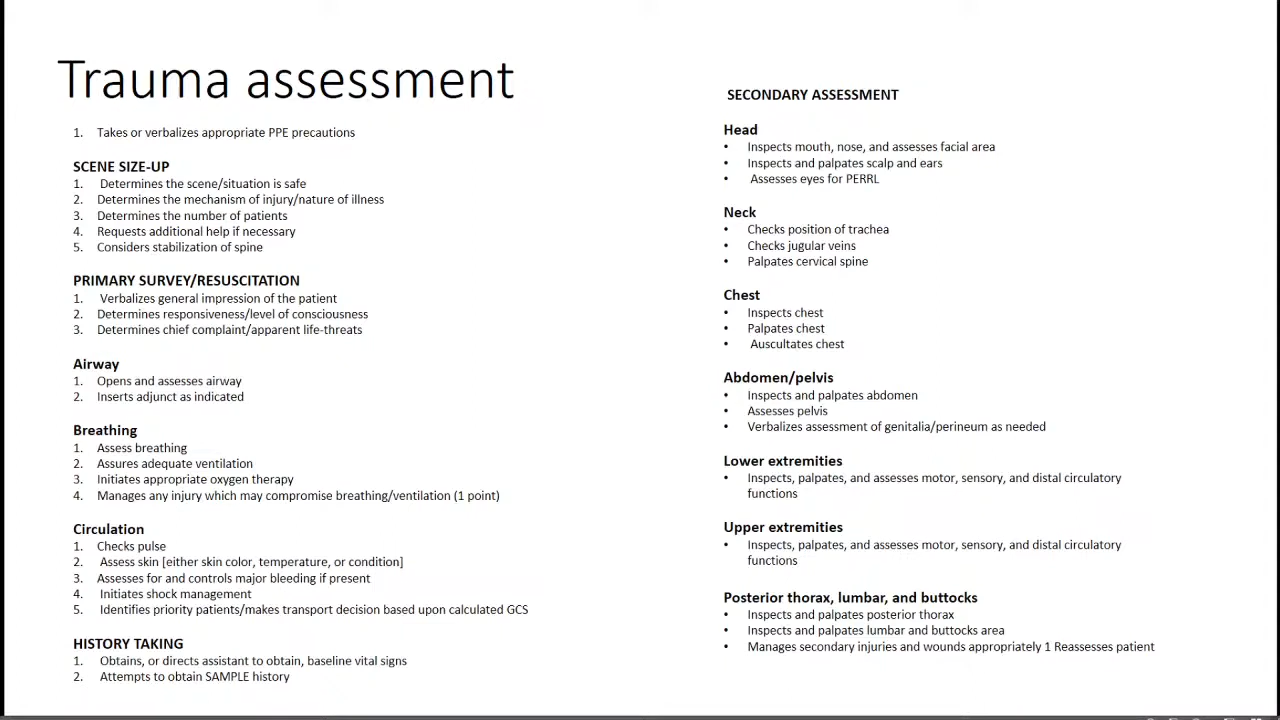 Trauma assessment
1. Takes or verbalizes appropriate PPE precautions
SCENE SIZE-UP
1. Determines the scene/situation is safe
2. Determines the mechanism of injury/nature of illness
3. Determines the number of patients
4. Requests additional help if necessary
5. Considers stabilization of spine
PRIMARY SURVEY/RESUSCITATION
1. Verbalizes general impression of the patient
2. Determines responsiveness/level of consciousness
3. Determines chief complaint/apparent life-threats
Airway
1. Opens and assesses airway
2. Inserts adjunct as indicated
Breathing
1. Assess breathing
2. Assures adequate ventilation
3. Initiates appropriate oxygen therapy
4. Manages any injury which may compromise breathing/ventilation (1 point)
Circulation
1. Checks pulse
2. Assess skin [either skin color, temperature, or condition]
3. Assesses for and controls major bleeding if present
4. Initiates shock management
5. Identifies priority patients/makes transport decision based upon calculated GCS
HISTORY TAKING
1. Obtains, or directs assistant to obtain, baseline vital signs
2. Attempts to obtain SAMPLE history
SECONDARY ASSESSMENT
Head
• Inspects mouth, nose, and assesses facial area
• Inspects and palpates scalp and ears
• Assesses eyes for PERRL
Neck
• Checks position of trachea
• Checks jugular veins
• Palpates cervical spine
Chest
• Inspects chest
• Palpates chest
• Auscultates chest
Abdomen/pelvis
• Inspects and palpates abdomen
• Assesses pelvis
• Verbalizes assessment of genitalia/perineum as needed
Lower extremities
• Inspects, palpates, and assesses motor, sensory, and distal circulatory
functions
Upper extremities
• Inspects, palpates, and assesses motor, sensory, and distal circulatory
functions
Posterior thorax, lumbar, and buttocks
• Inspects and palpates posterior thorax
• Inspects and palpates lumbar and buttocks area
• Manages secondary injuries and wounds appropriately 1 Reassesses patient